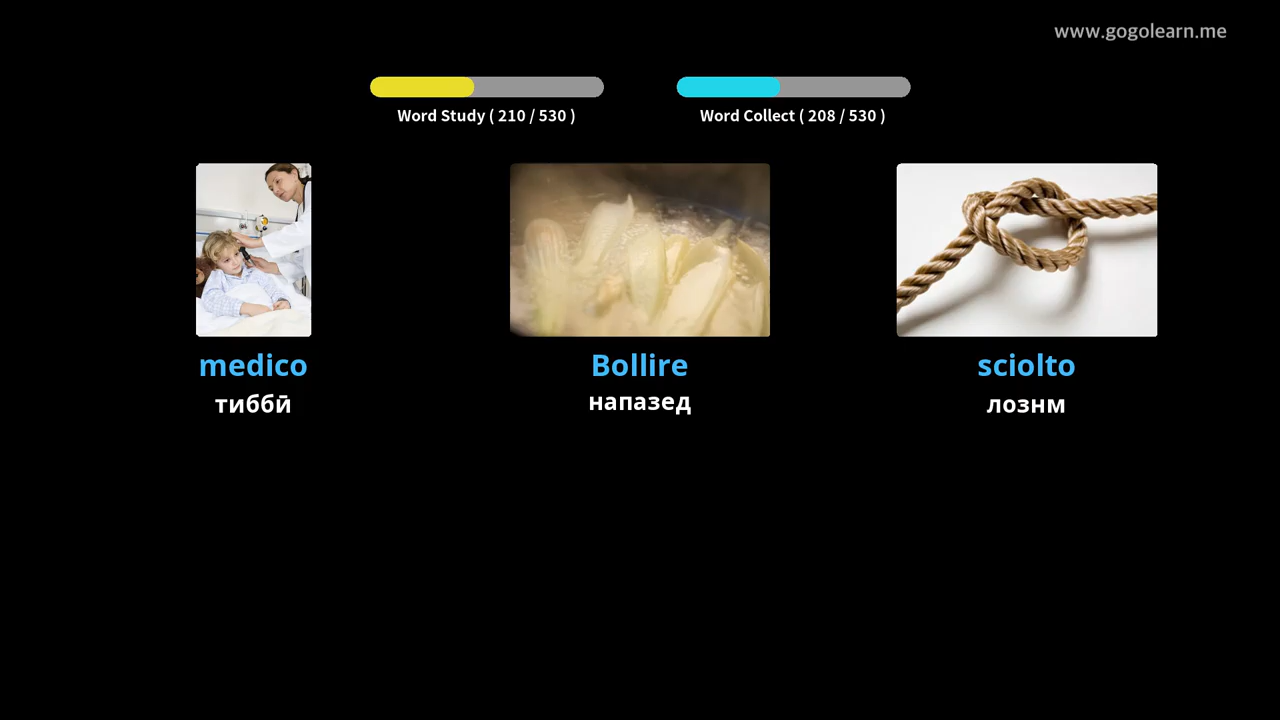 www.gogolearn.me
Word Study ( 210 / 530 )
Word Collect ( 208 / 530 )
medico
тиббӣ
Bollire
напазед
sciolto
лознм